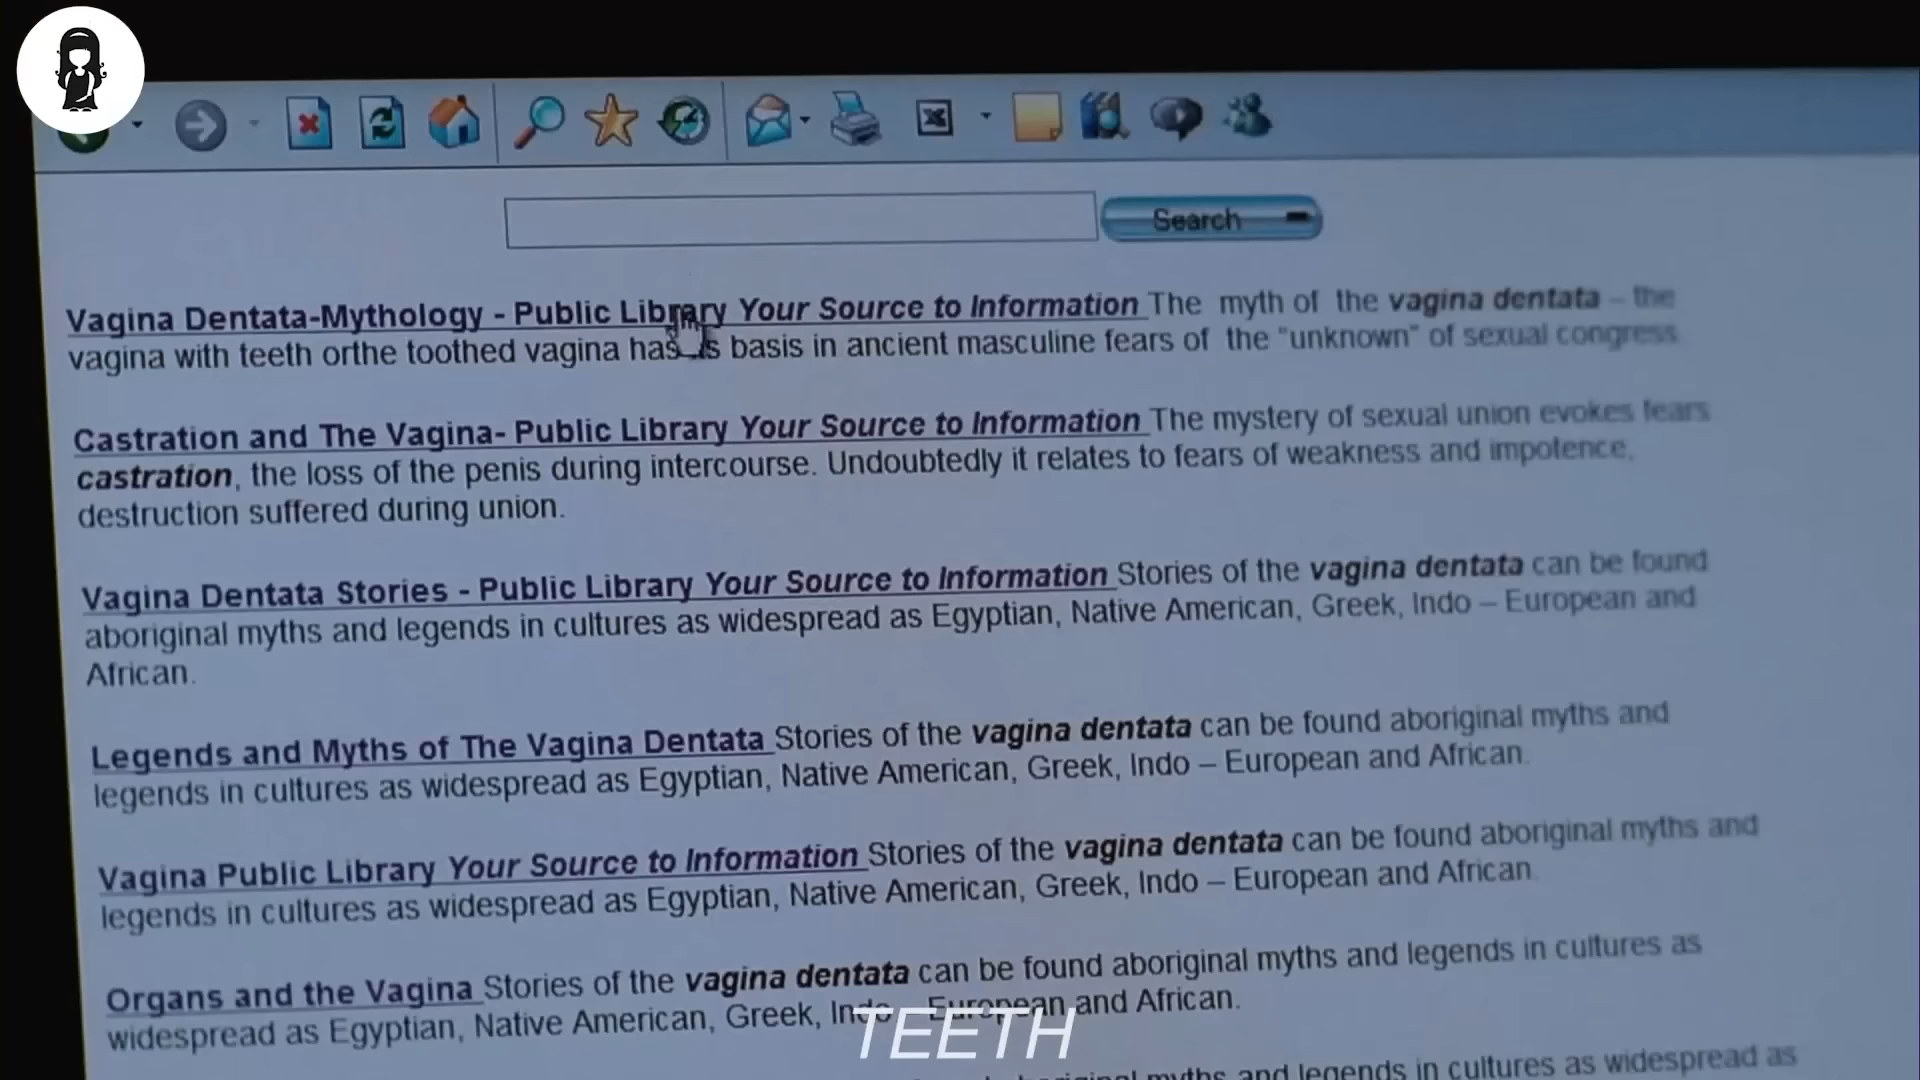 Search
Vagina Dentata-Mythology - Public Library Your Source to Information The myth of the vagina dentata – the
vagina with teeth orthe toothed vagina has basis in ancient masculine fears of the "unknown" of sexual congress
Castration and The Vagina- Public Library Your Source to Information The mystery of sexual union evokes fears
castration, the loss of the penis during intercourse. Undoubtedly it relates to fears of weakness and impotence,
destruction suffered during union.
Vagina Dentata Stories - Public Library Your Source to Information Stories of the vagina dentata can be found
aboriginal myths and legends in cultures as widespread as Egyptian, Native American, Greek, Indo – European and
African.
Legends and Myths of The Vagina Dentata Stories of the vagina dentata can be found aboriginal myths and
legends in cultures as widespread as Egyptian, Native American, Greek, Indo – European and African.
Vagina Public Library Your Source to Information Stories of the vagina dentata can be found aboriginal myths and
legends in cultures as widespread as Egyptian, Native American, Greek, Indo – European and African.
Organs and the Vagina Stories of the vagina dentata can be found aboriginal myths and legends in cultures as
widespread as Egyptian, Native American, Greek, Indo – European and African.
TEETH
myths and legends in cultures as widespread as